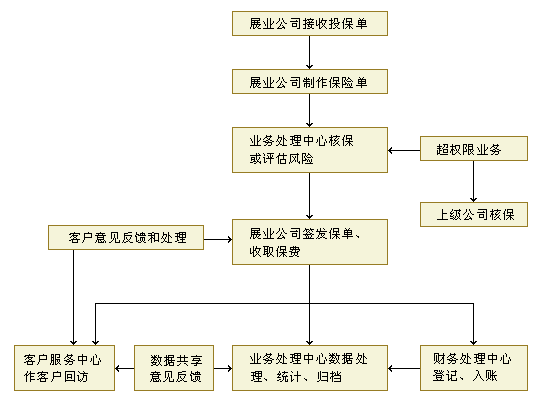 展业公司接收投保单
展业公司制作保险单
业务处理中心核保
或评估风险
超权限业务
上级公司核保
客户意见反馈和处理
展业公司签发保单、
收取保费
客户服务中心
作客户回访
数据共享
意见反馈
业务处理中心数据处
理、统计、归档
财务处理中心
登记、入账